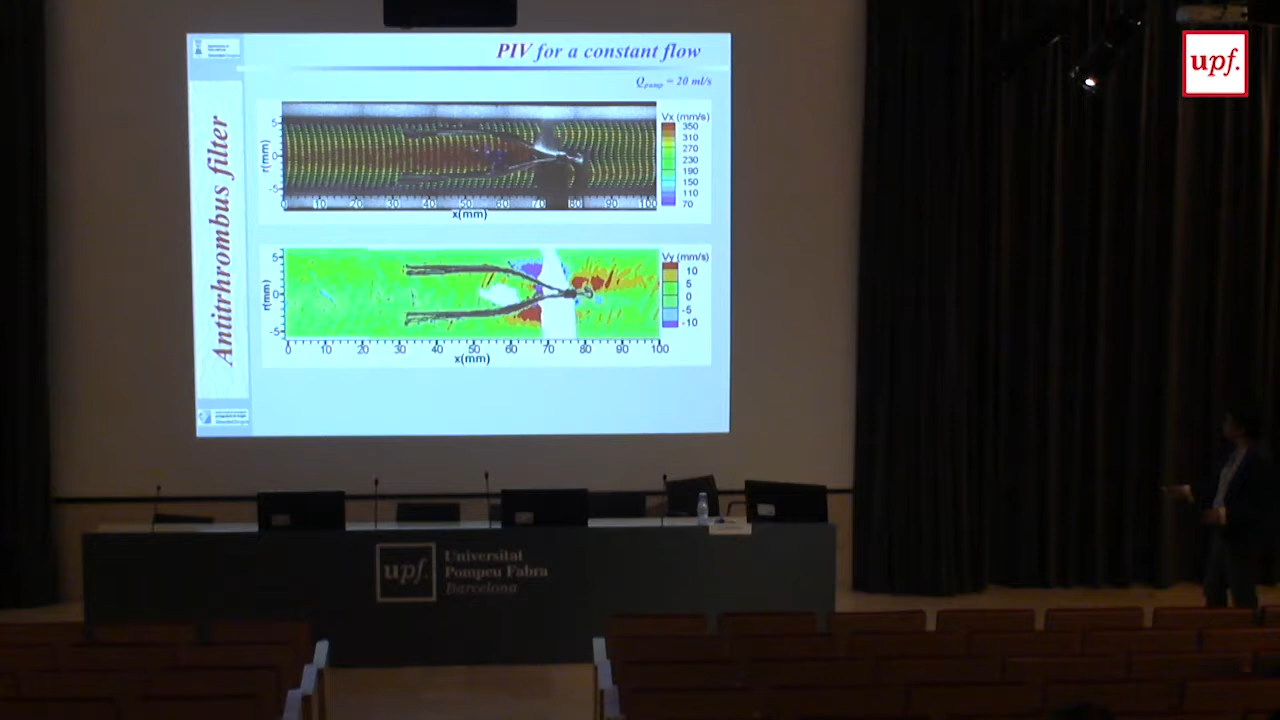 upf.
PIV for a constant flow
Qpump = 20 ml/s
Antitrhombus filter
Vx (mm/s)
350
310
270
230
190
150
110
70
5
0
-5
r(mm)
0 10 20 30 40 50 60 70 80 90 100
x(mm)
Vy (mm/s)
10
5
0
-5
-10
5
0
-5
r(mm)
0 10 20 30 40 50 60 70 80 90 100
x(mm)
upf.
Universitat
Pompeu Fabra
Barcelona